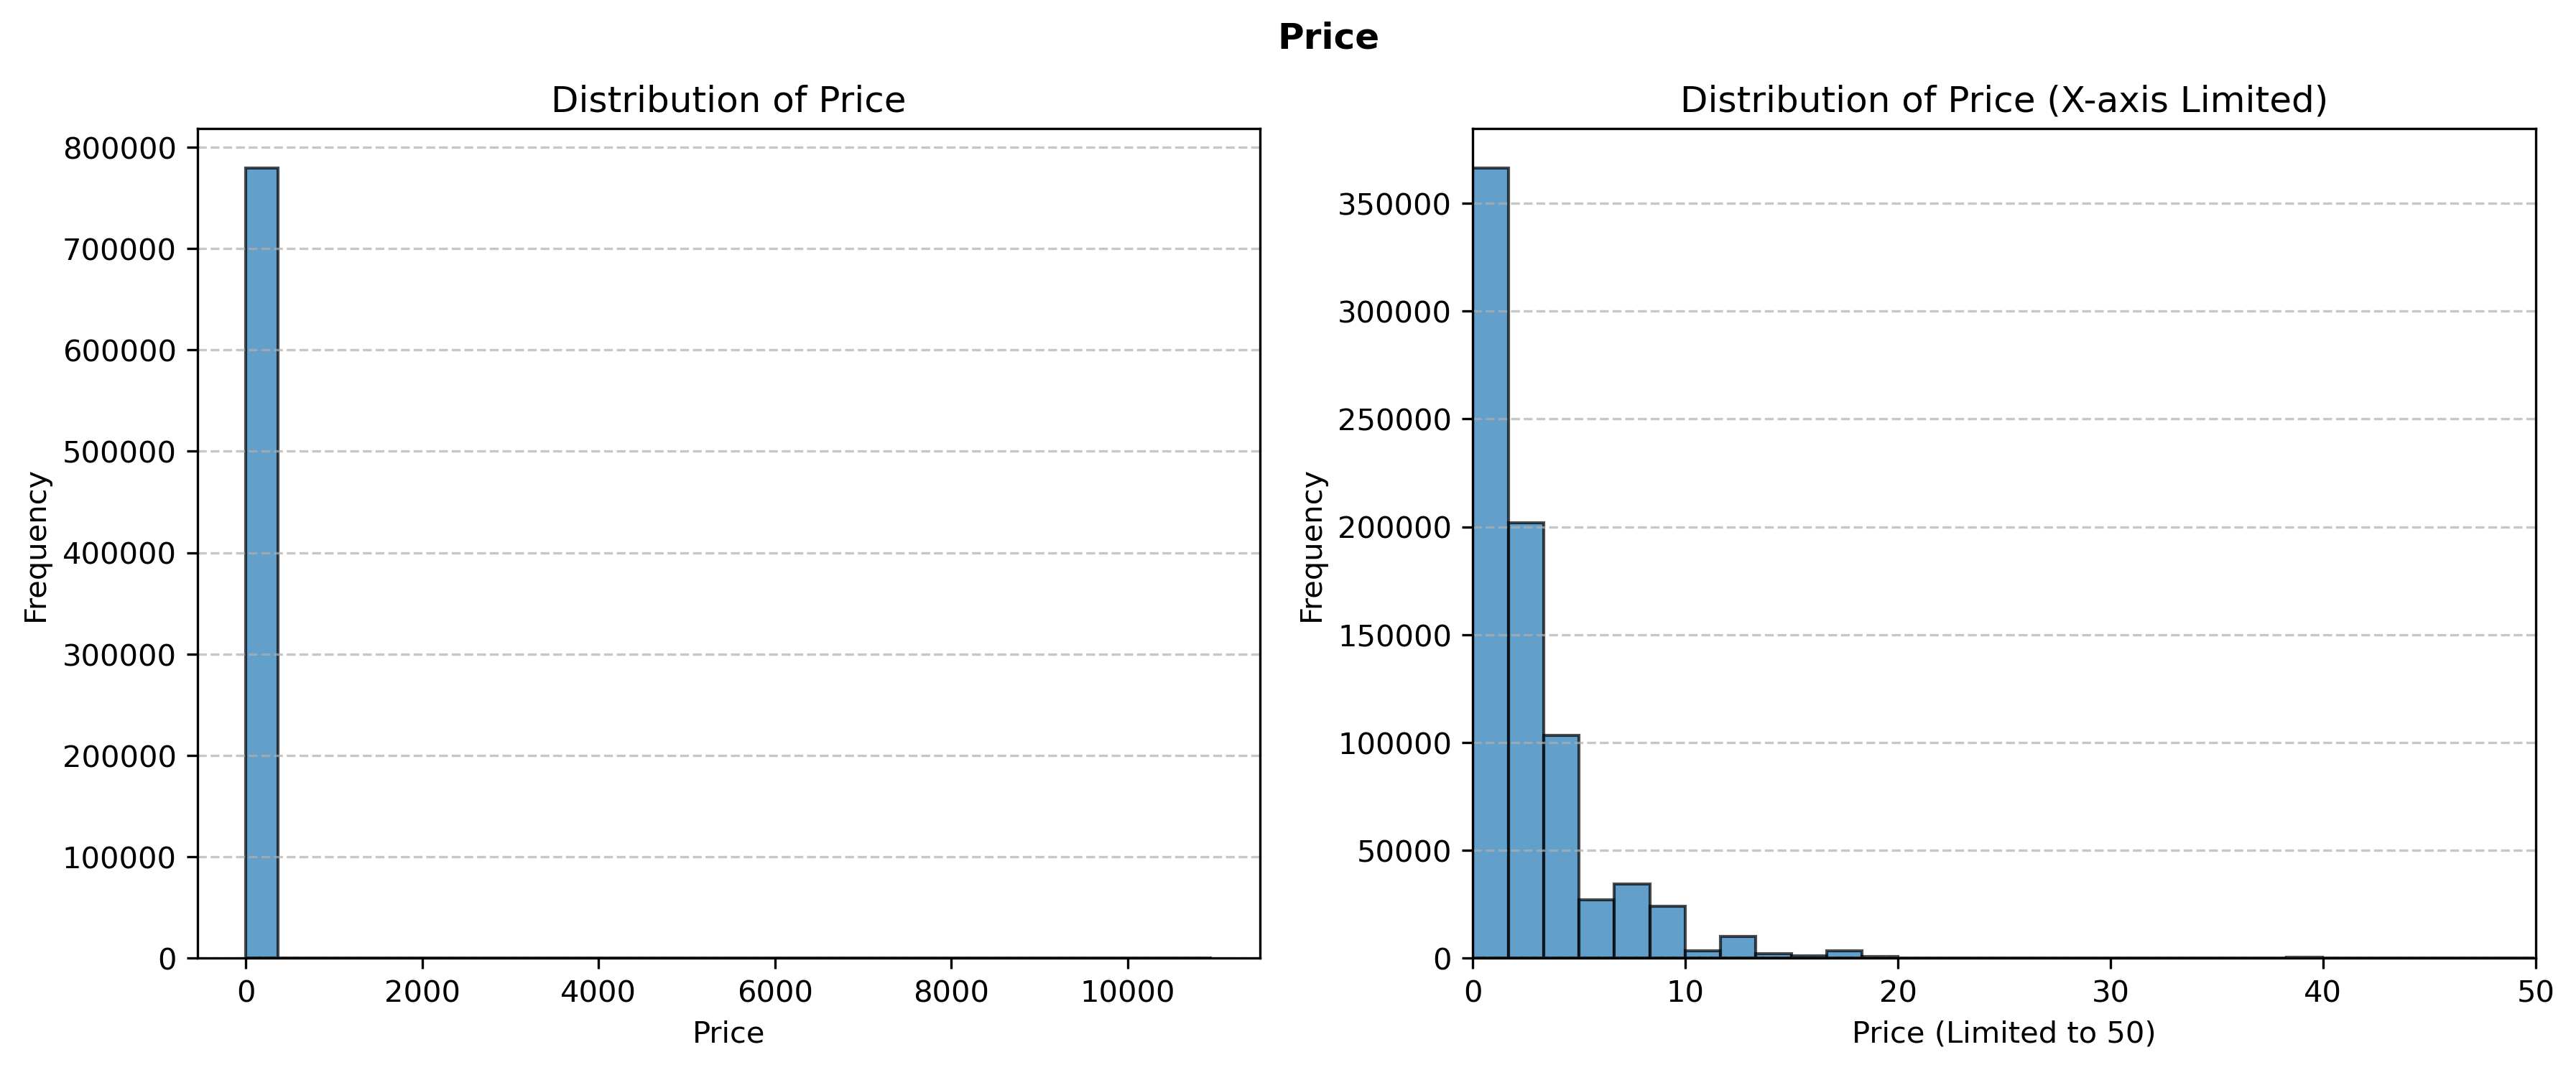 Price
Distribution of Price
800000
700000
600000
500000
400000
300000
200000
100000
0
Frequency
0 2000 4000 6000 8000 10000
Price
Distribution of Price (X-axis Limited)
350000
300000
250000
200000
150000
100000
50000
0
Frequency
0 10 20 30 40 50
Price (Limited to 50)